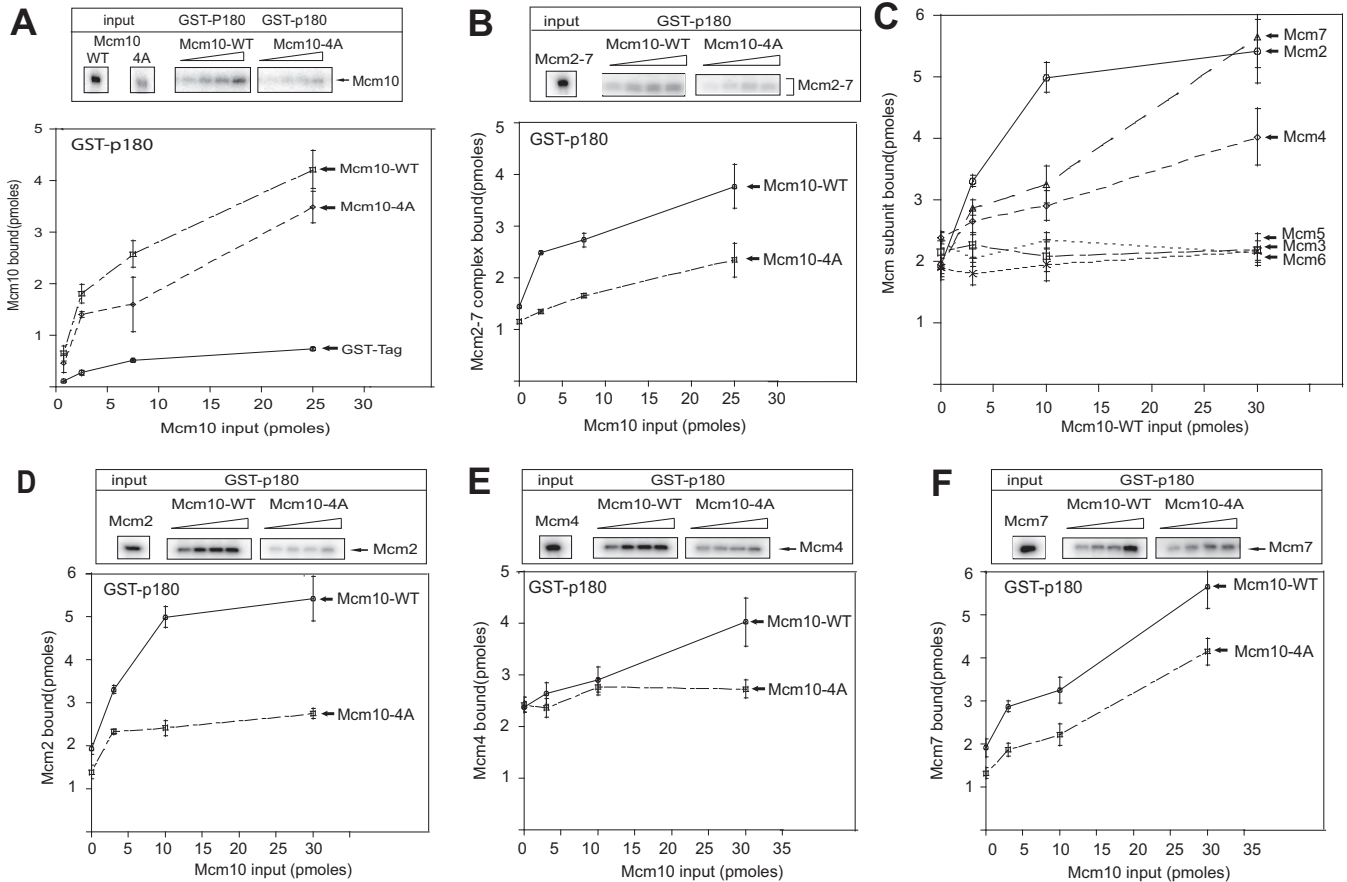 A
input GST-P180 GST-p180
Mcm10 Mcm10-WT Mcm10-4A
WT 4A
Mcm10
GST-p180
5
4
3
2
1
Mcm10 bound(pmoles)
Mcm10-WT
Mcm10-4A
GST-Tag
0 5 10 15 20 25 30
Mcm10 input (pmoles)
B
GST-p180
input Mcm10-WT Mcm10-4A
Mcm2-7
Mcm2-7
GST-p180
5
4
3
2
1
0
Mcm2-7 complex bound(pmoles)
Mcm10-WT
Mcm10-4A
0 5 10 15 20 25 30
Mcm10 input (pmoles)
C
6
5
4
3
2
1
Mcm subunit bound(pmoles)
Mcm7
Mcm2
Mcm4
Mcm5
Mcm3
Mcm6
0 5 10 15 20 25 30
Mcm10-WT input (pmoles)
D
input GST-p180
Mcm10-WT Mcm10-4A
Mcm2
Mcm2
GST-p180
6
5
4
3
2
1
Mcm2 bound(pmoles)
Mcm10-WT
Mcm10-4A
0 5 10 15 20 25 30
Mcm10 input (pmoles)
E
input GST-p180
Mcm10-WT Mcm10-4A
Mcm4
Mcm4
GST-p180
5
4
3
2
1
Mcm4 bound(pmoles)
Mcm10-WT
Mcm10-4A
0 5 10 15 20 25 30 35
Mcm10 input (pmoles)
F
input GST-p180
Mcm10-WT Mcm10-4A
Mcm7
Mcm7
GST-p180
6
5
4
3
2
1
Mcm7 bound(pmoles)
Mcm10-WT
Mcm10-4A
0 5 10 15 20 25 30 35
Mcm10 input (pmoles)